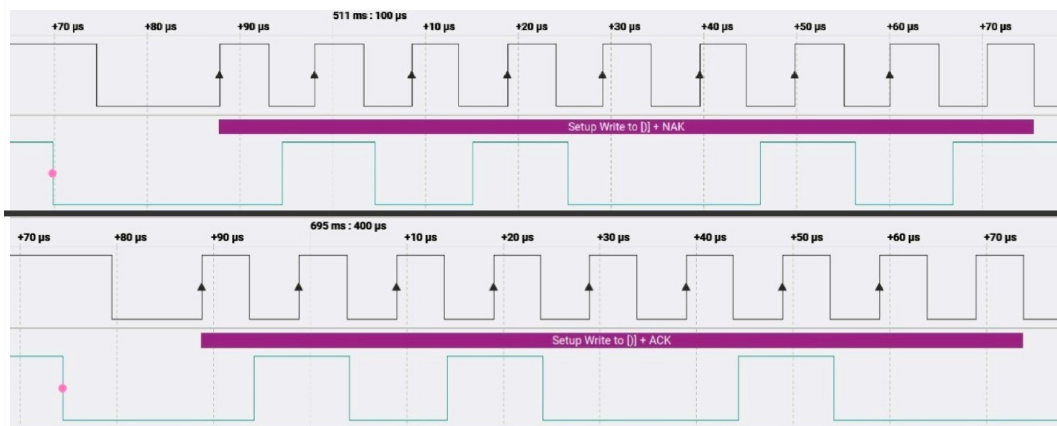 511 ms : 100 µs
+70 µs +80 µs +90 µs +10 µs +20 µs +30 µs +40 µs +50 µs +60 µs +70 µs
Setup Write to [)] + NAK
695 ms : 400 µs
+70 µs +80 µs +90 µs +10 µs +20 µs +30 µs +40 µs +50 µs +60 µs +70 µs
Setup Write to [)] + ACK